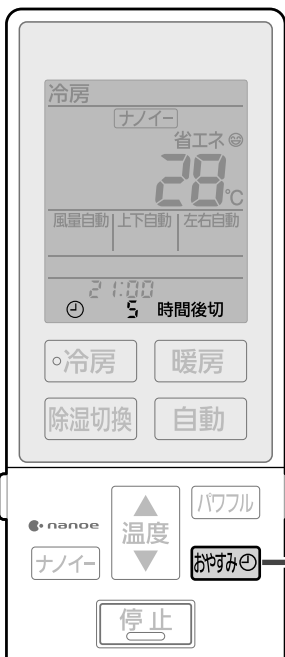 冷房
ナノイー
省エネ
28℃
風量自動 上下自動 左右自動
21:00
5 時間後切
冷房 暖房
除湿切換 自動
nanoe
温度
パワフル
ナノイー
おやすみ
停止